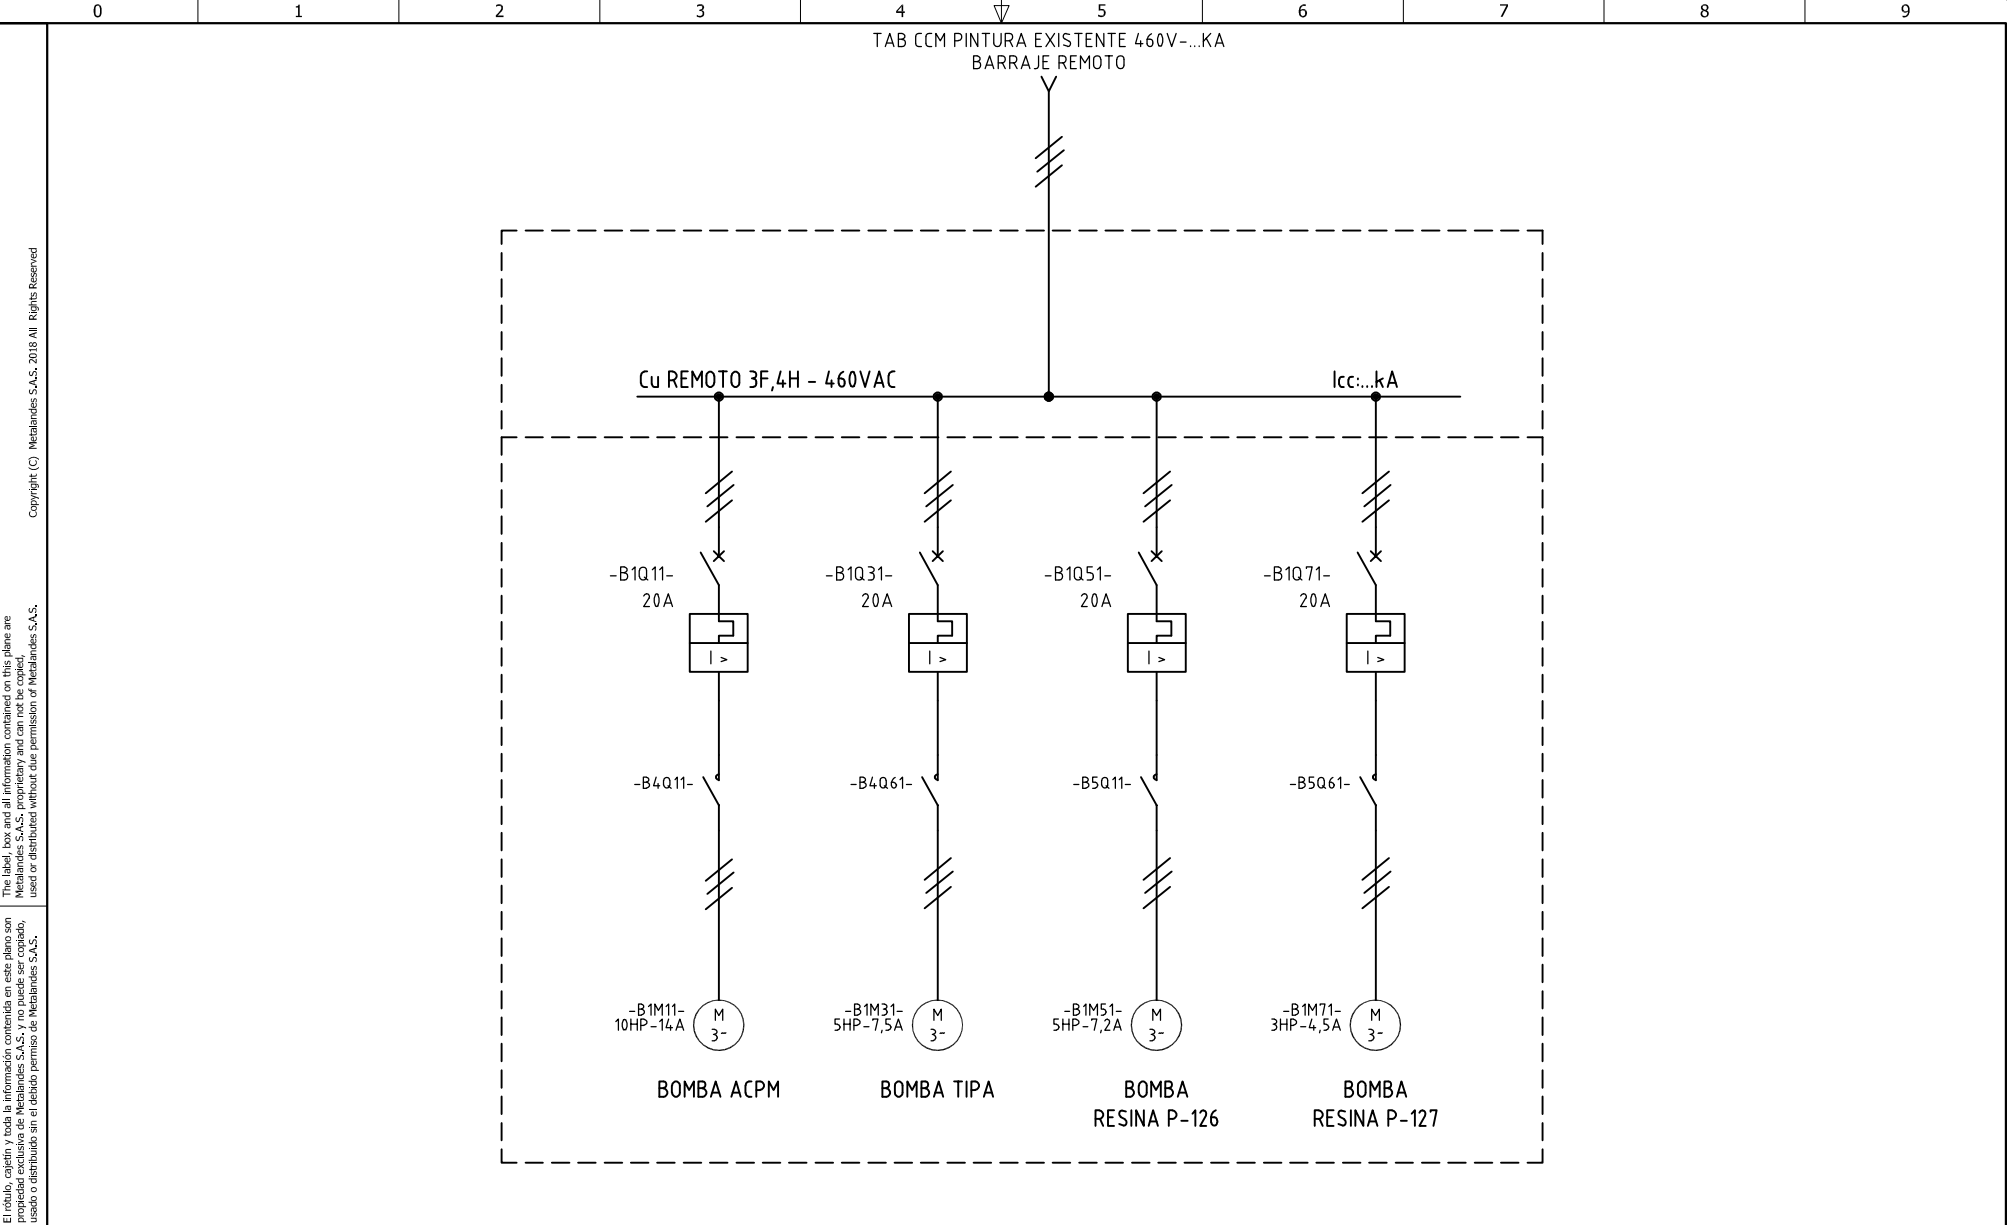 0 1 2 3 4 5 6 7 8 9
TAB CCM PINTURA EXISTENTE 460V-...KA
BARRAJE REMOTO
Cu REMOTO 3F,4H - 460VAC
Icc:...kA
-B1Q11-
20A
-B1Q31-
20A
-B1Q51-
20A
-B1Q71-
20A
I >
I >
I >
I >
-B4Q11-
-B4Q61-
-B5Q11-
-B5Q61-
-B1M11-
10HP-14A
M
3~
-B1M31-
5HP-7,5A
M
3~
-B1M51-
5HP-7,2A
M
3~
-B1M71-
3HP-4,5A
M
3~
BOMBA ACPM
BOMBA TIPA
BOMBA
RESINA P-126
BOMBA
RESINA P-127
Copyright (C) Metalandes S.A.S. 2018 All Rights Reserved
The label, box and all information contained on this plane are
Metalandes S.A.S. proprietary and can not be copied,
used or distributed without due permission of Metalandes S.A.S.
El rótulo, cajetín y toda la información contenida en este plano son
propiedad exclusiva de Metalandes S.A.S. y no puede ser copiado,
usado o distribuido sin el debido permiso de Metalandes S.A.S.